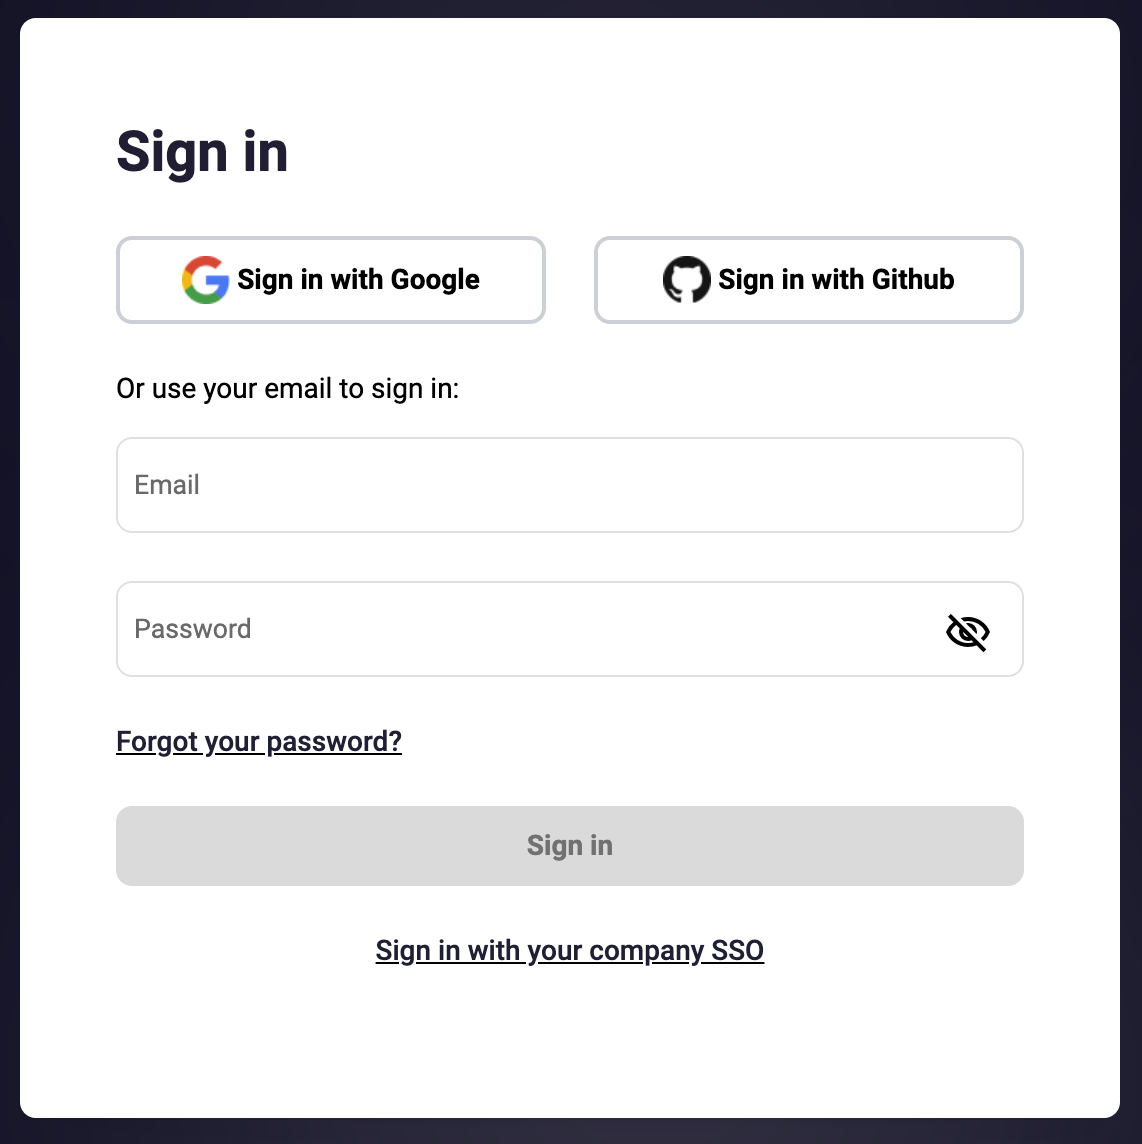 Sign in
Sign in with Google
Sign in with Github
Or use your email to sign in:
Email
Password
Forgot your password?
Sign in
Sign in with your company SSO